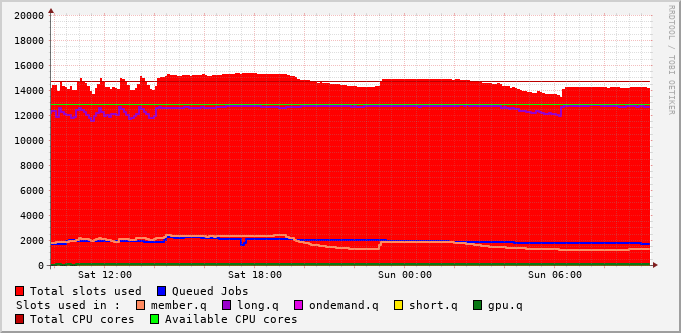 20000
18000
16000
14000
12000
10000
8000
6000
4000
2000
0
Sat 12:00 Sat 18:00 Sun 00:00 Sun 06:00
Total slots used Queued Jobs
Slots used in : member.q long.q ondemand.q short.q gpu.q
Total CPU cores Available CPU cores
RRDTOOL / TOBI OETIKER